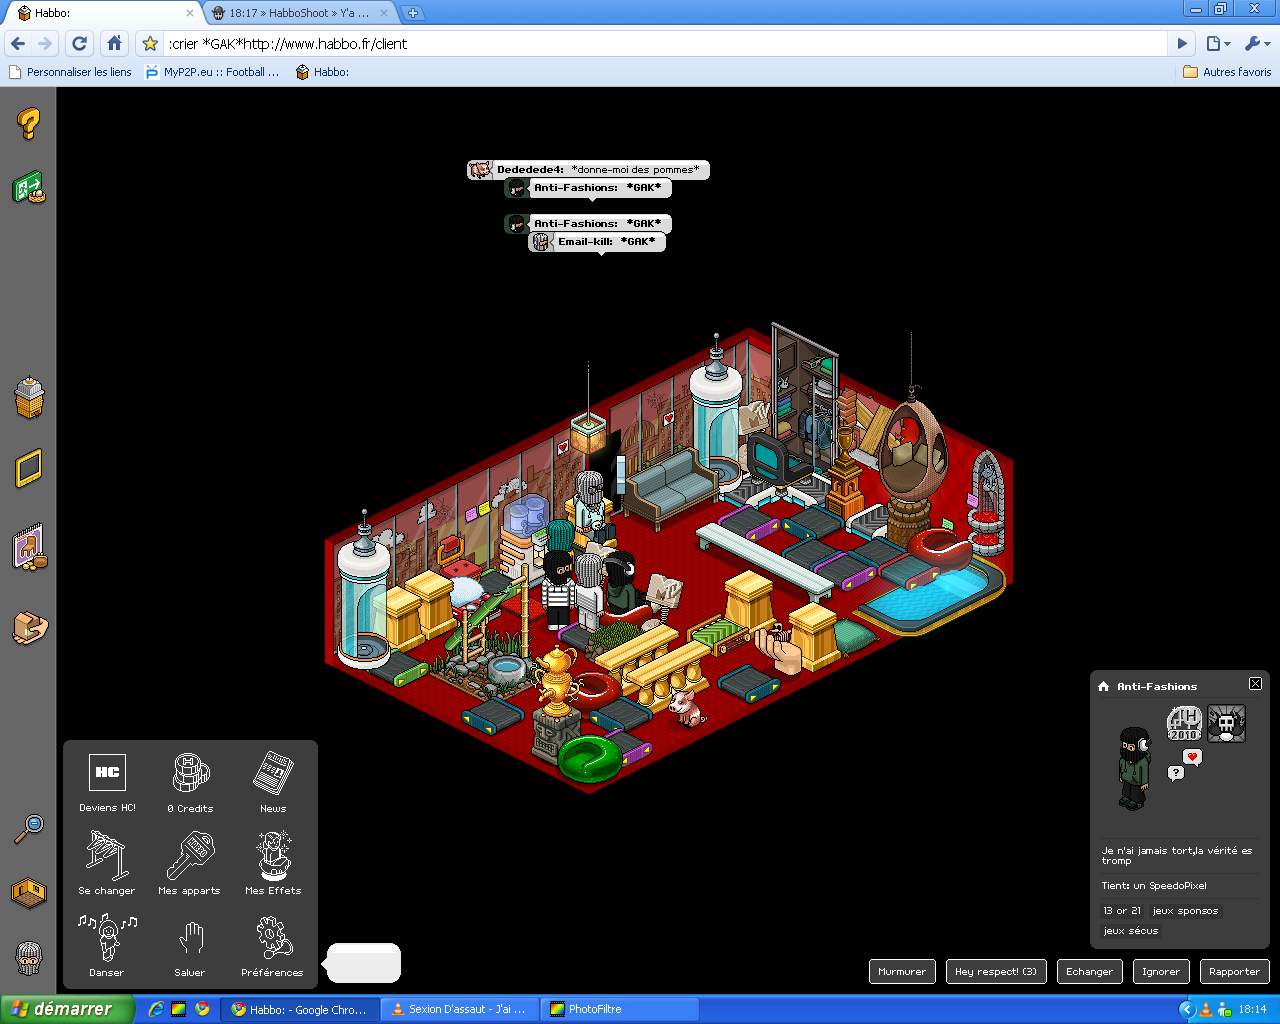 Habbo:
18:17 » HabboShoot » Y'a ...
:crier *GAK*http://www.habbo.fr/client
Personnaliser les liens
MyP2P.eu :: Football ...
Habbo:
Autres favoris
Dededede4: *donne-moi des pommes*
Anti-Fashions: *GAK*
Anti-Fashions: *GAK*
Email-kill: *GAK*
MV
MV
Anti-Fashions
2010
Je n'ai jamais tort,la vérité es
tromp
Tient: un SpeedoPixel
13 or 21
jeux sponsos
jeux sécus
HC
Deviens HC!
0 Credits
News
Se changer
Mes apparts
Mes Effets
Danser
Saluer
Préférences
Murmurer
Hey respect! (3)
Echanger
Ignorer
Rapporter
démarrer
Habbo: - Google Chro...
Sexion D'assaut - J'ai ...
PhotoFiltre
18:14